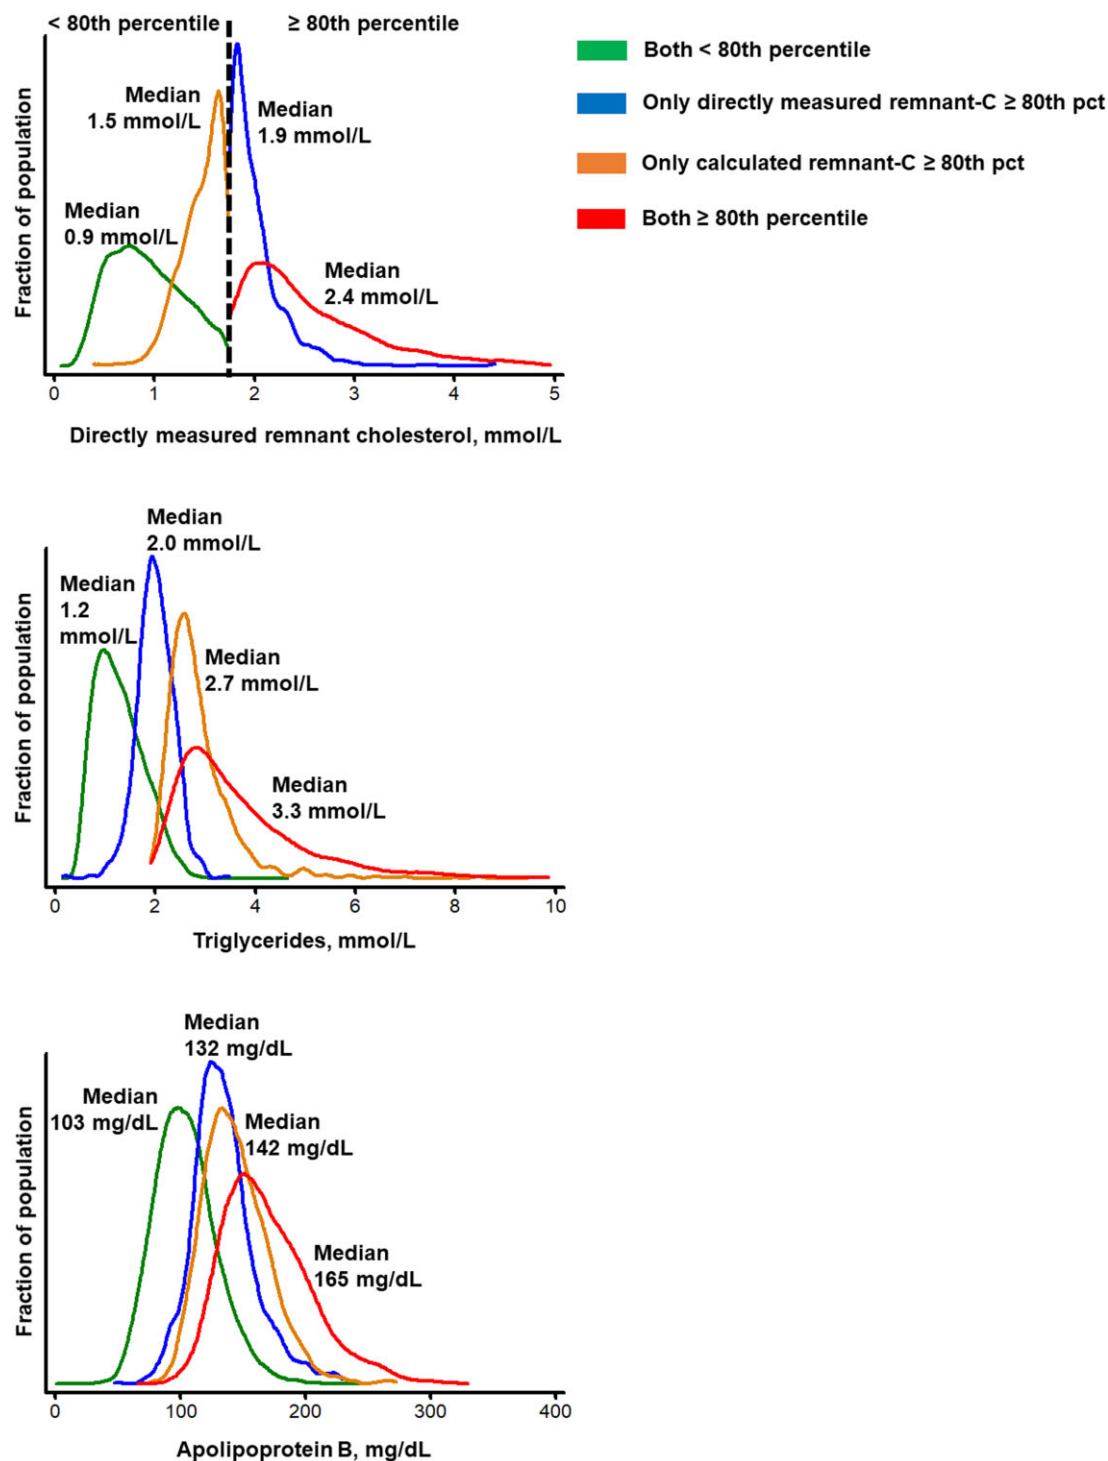 < 80th percentile
≥ 80th percentile
Median
1.5 mmol/L
Median
1.9 mmol/L
Median
0.9 mmol/L
Median
2.4 mmol/L
Fraction of population
0 1 2 3 4 5
Directly measured remnant cholesterol, mmol/L
Both < 80th percentile
Only directly measured remnant-C ≥ 80th pct
Only calculated remnant-C ≥ 80th pct
Both ≥ 80th percentile
Median
2.0 mmol/L
Median
1.2
mmol/L
Median
2.7 mmol/L
Median
3.3 mmol/L
Fraction of population
0 2 4 6 8 10
Triglycerides, mmol/L
Median
132 mg/dL
Median
103 mg/dL
Median
142 mg/dL
Median
165 mg/dL
Fraction of population
0 100 200 300 400
Apolipoprotein B, mg/dL